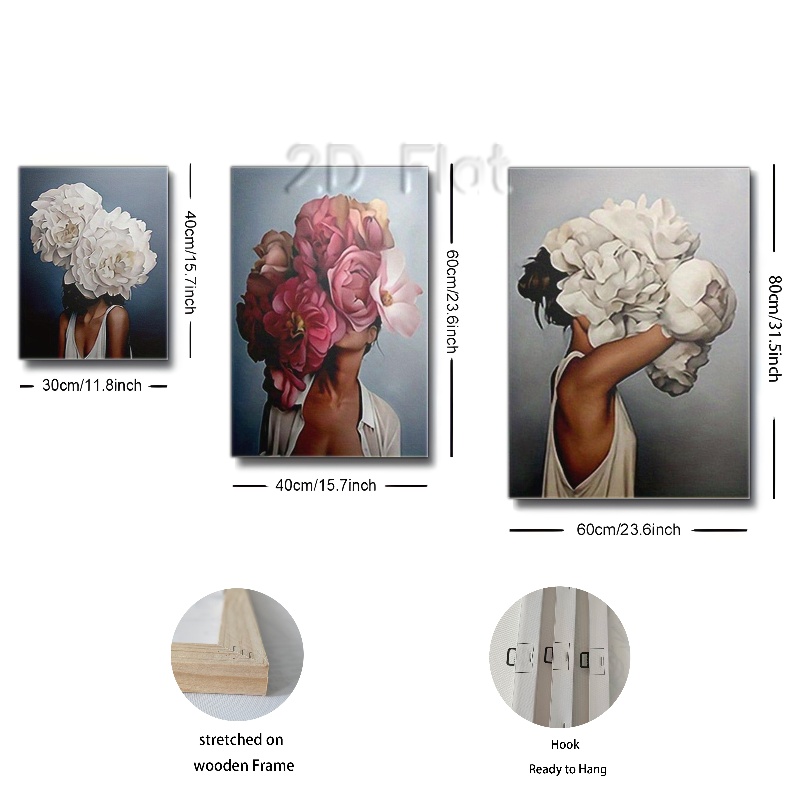 2D Flat
40cm/15.7inch
30cm/11.8inch
60cm/23.6inch
40cm/15.7inch
80cm/31.5inch
60cm/23.6inch
stretched on
wooden Frame
Hook
Ready to Hang